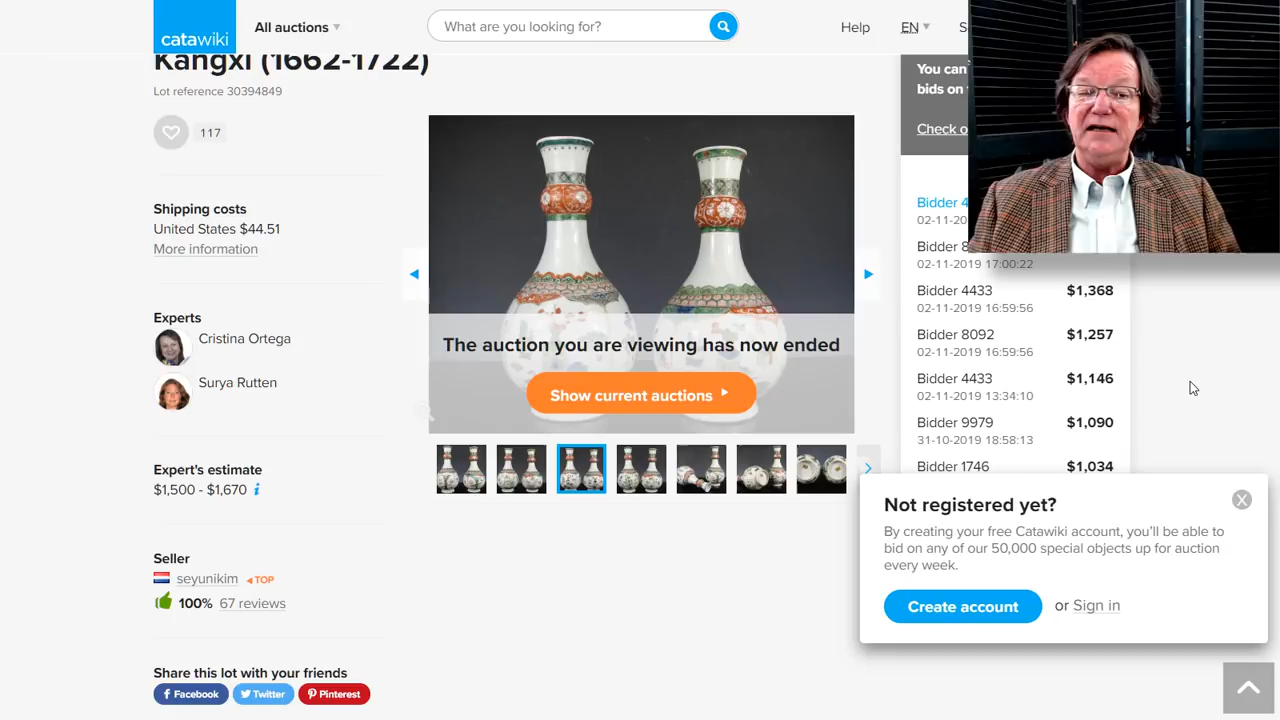 catawiki
All auctions
What are you looking for?
Help
EN
S
Kangxi (1662-1722)
Lot reference 30394849
117
Shipping costs
United States $44.51
More information
Experts
Cristina Ortega
Surya Rutten
Expert's estimate
$1,500 - $1,670 i
Seller
seyunikim TOP
100% 67 reviews
Share this lot with your friends
Facebook
Twitter
Pinterest
The auction you are viewing has now ended
Show current auctions
You can
bids on
Check o
Bidder 4
02-11-20
Bidder 8
02-11-2019 17:00:22
Bidder 4433 $1,368
02-11-2019 16:59:56
Bidder 8092 $1,257
02-11-2019 16:59:56
Bidder 4433 $1,146
02-11-2019 13:34:10
Bidder 9979 $1,090
31-10-2019 18:58:13
Bidder 1746 $1,034
Not registered yet?
By creating your free Catawiki account, you'll be able to
bid on any of our 50,000 special objects up for auction
every week.
Create account or Sign in